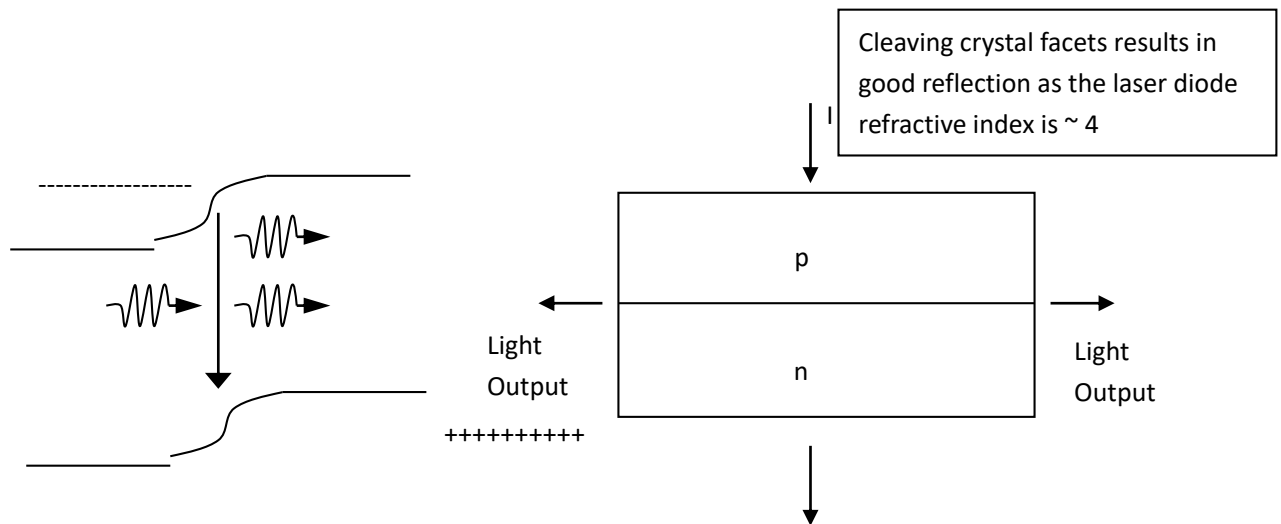 Cleaving crystal facets results in
good reflection as the laser diode
refractive index is ~ 4
I
p
Light
Output
n
Light
Output
++++++++++